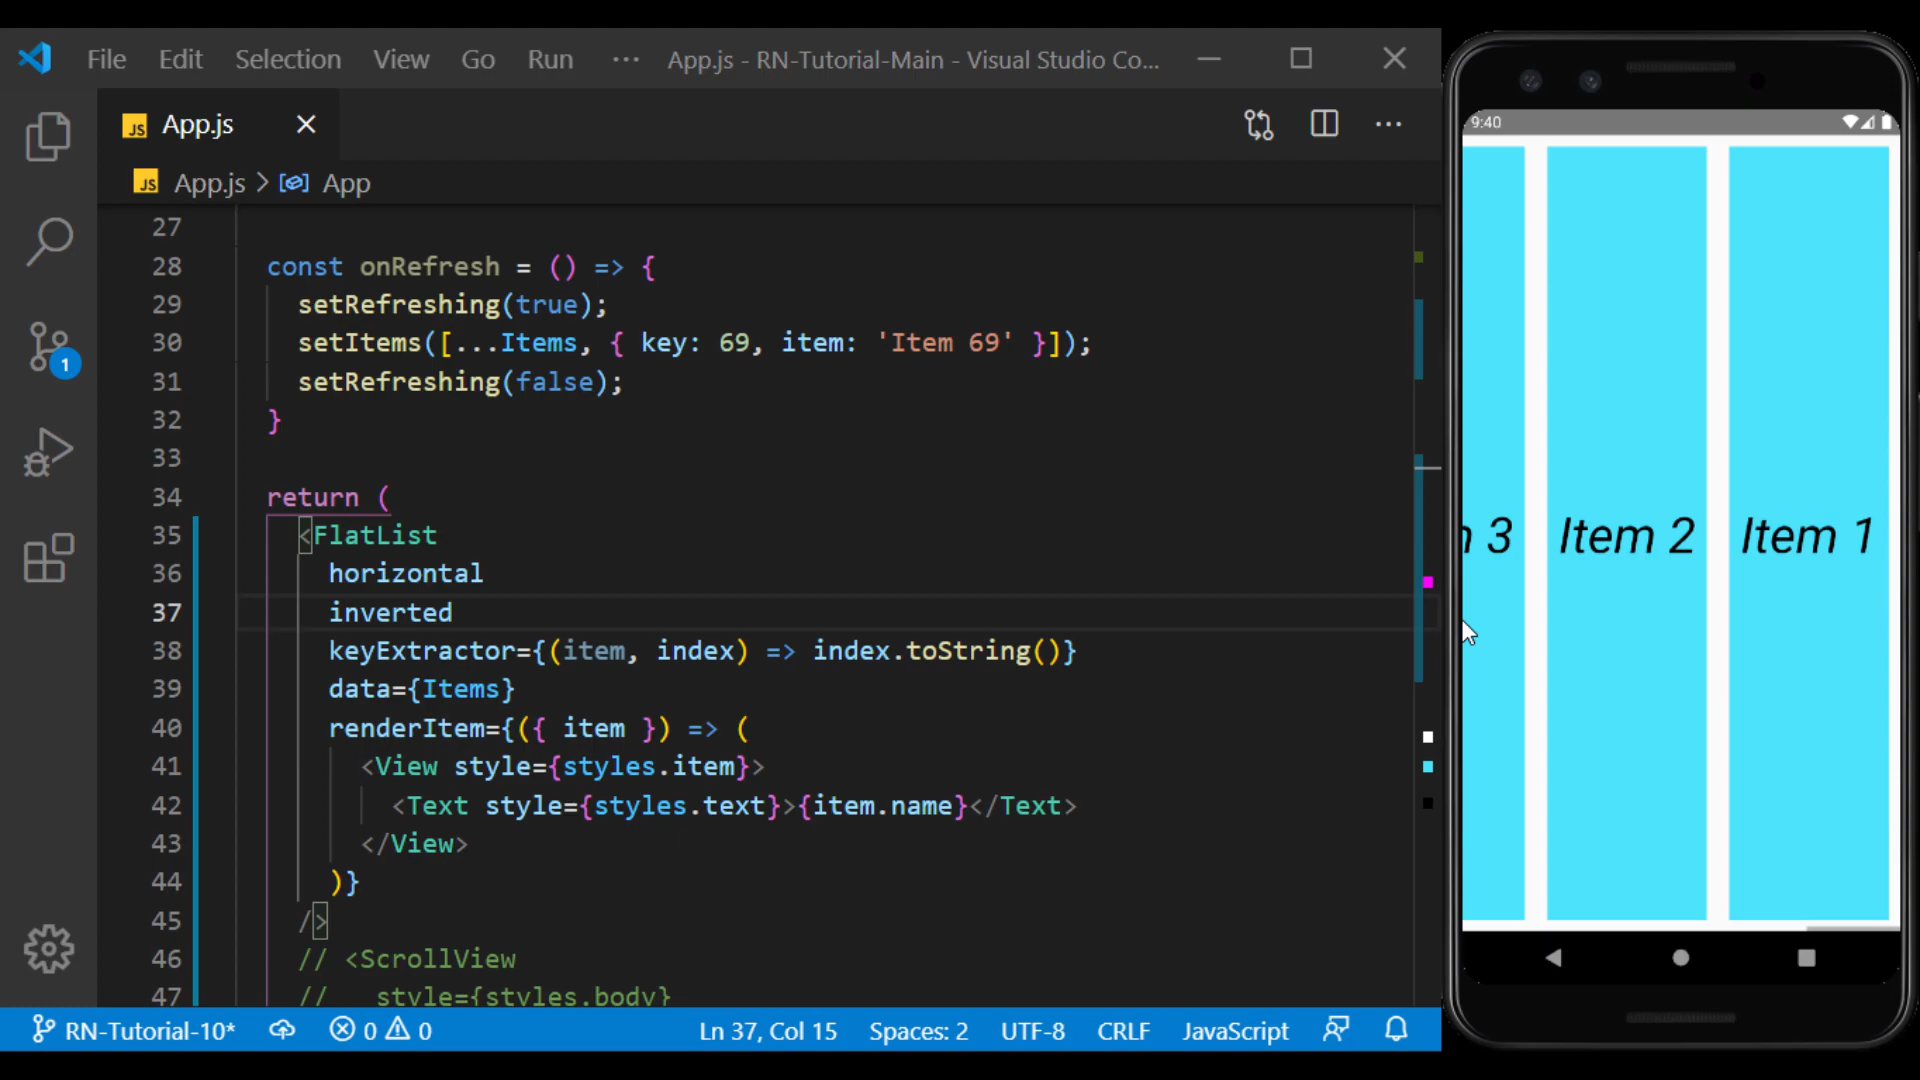 File Edit Selection View Go Run ··· App.js - RN-Tutorial-Main - Visual Studio Co...
JS App.js
JS App.js > App
27
28 const onRefresh = () => {
29 setRefreshing(true);
30 setItems([...Items, { key: 69, item: 'Item 69' }]);
31 setRefreshing(false);
32 }
33
34 return (
35 <FlatList
36 horizontal
37 inverted
38 keyExtractor={(item, index) => index.toString()}
39 data={Items}
40 renderItem={({ item }) => (
41 <View style={styles.item}>
42 <Text style={styles.text}>{item.name}</Text>
43 </View>
44 )}
45 />
46 // <ScrollView
47 // style={styles.body}
1
RN-Tutorial-10* 0 0 Ln 37, Col 15 Spaces: 2 UTF-8 CRLF JavaScript
9:40
m 3 Item 2 Item 1